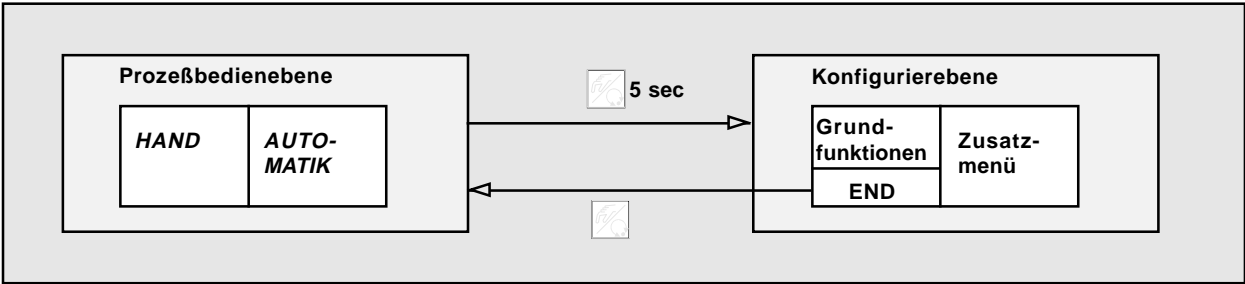 Prozeßbedienebene
HAND
AUTO-
MATIK
5 sec
Konfigurierebene
Grund-
funktionen
END
Zusatz-
menü